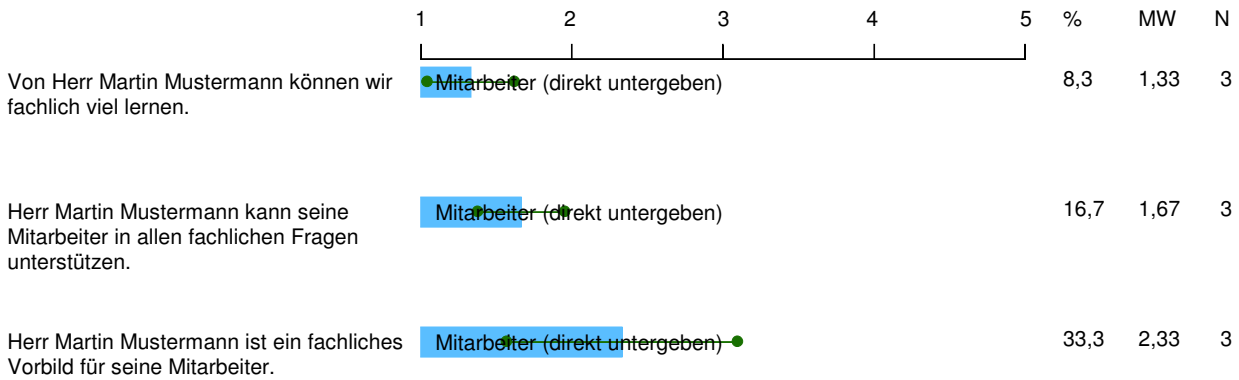 1 2 3 4 5 % MW N
Von Herr Martin Mustermann können wir
fachlich viel lernen.
Mitarbeiter (direkt untergeben) 8,3 1,33 3
Herr Martin Mustermann kann seine
Mitarbeiter in allen fachlichen Fragen
unterstützen.
Mitarbeiter (direkt untergeben) 16,7 1,67 3
Herr Martin Mustermann ist ein fachliches
Vorbild für seine Mitarbeiter.
Mitarbeiter (direkt untergeben) 33,3 2,33 3